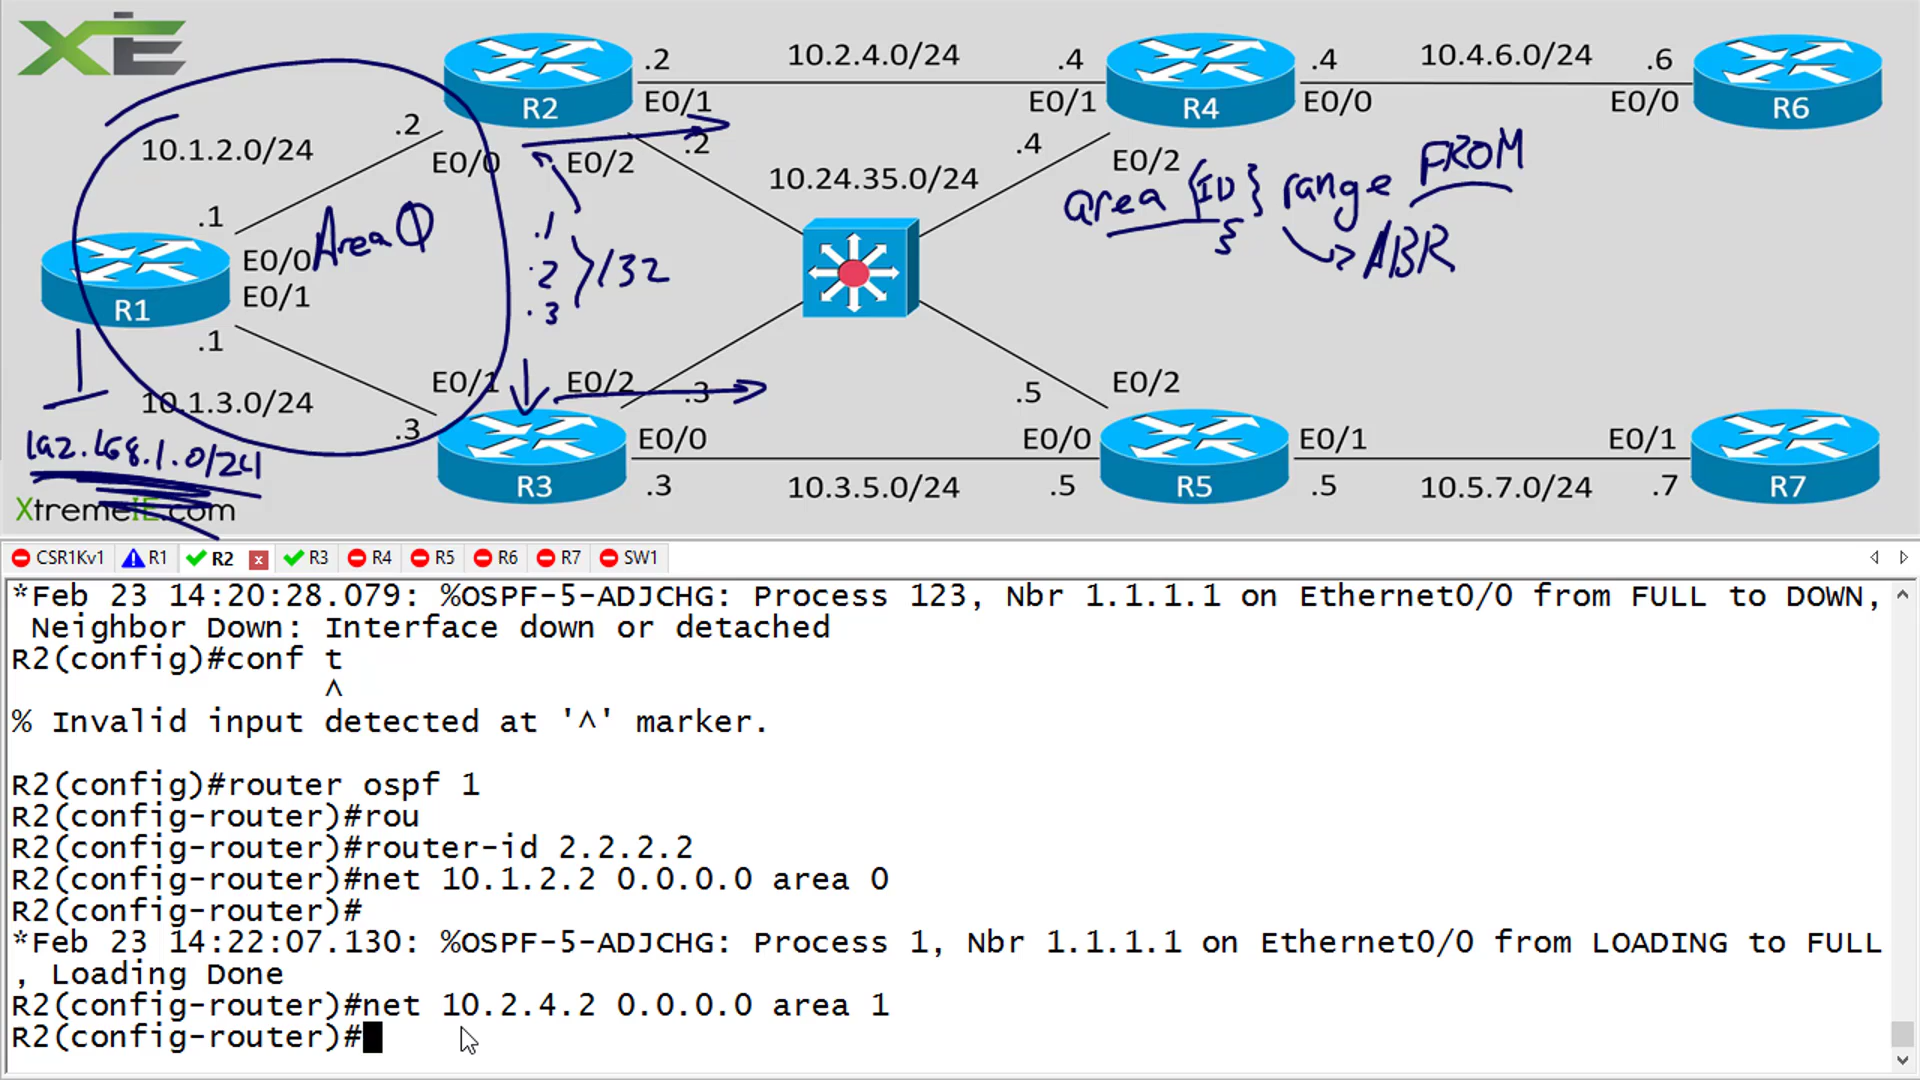 XIE
.2
10.2.4.0/24
.4
.4
10.4.6.0/24
.6
R2
E0/1
E0/1
R4
E0/0
E0/0
R6
10.1.2.0/24
.2
E0/0
E0/2
.2
.4
E0/2
10.24.35.0/24
area {ID} range FROM
}
ABR
.1
E0/0
Area 0
.1
.2
.3
/32
R1
E0/1
.1
10.1.3.0/24
E0/1
E0/2
.3
.5
E0/2
.3
192.168.1.0/24
XtremeIE.com
R3
E0/0
.3
10.3.5.0/24
E0/0
.5
R5
E0/1
.5
10.5.7.0/24
E0/1
.7
R7
CSR1Kv1 R1 R2 x R3 R4 R5 R6 R7 SW1
*Feb 23 14:20:28.079: %OSPF-5-ADJCHG: Process 123, Nbr 1.1.1.1 on Ethernet0/0 from FULL to DOWN,
Neighbor Down: Interface down or detached
R2(config)#conf t
^
% Invalid input detected at '^' marker.
R2(config)#router ospf 1
R2(config-router)#rou
R2(config-router)#router-id 2.2.2.2
R2(config-router)#net 10.1.2.2 0.0.0.0 area 0
R2(config-router)#
*Feb 23 14:22:07.130: %OSPF-5-ADJCHG: Process 1, Nbr 1.1.1.1 on Ethernet0/0 from LOADING to FULL
, Loading Done
R2(config-router)#net 10.2.4.2 0.0.0.0 area 1
R2(config-router)#